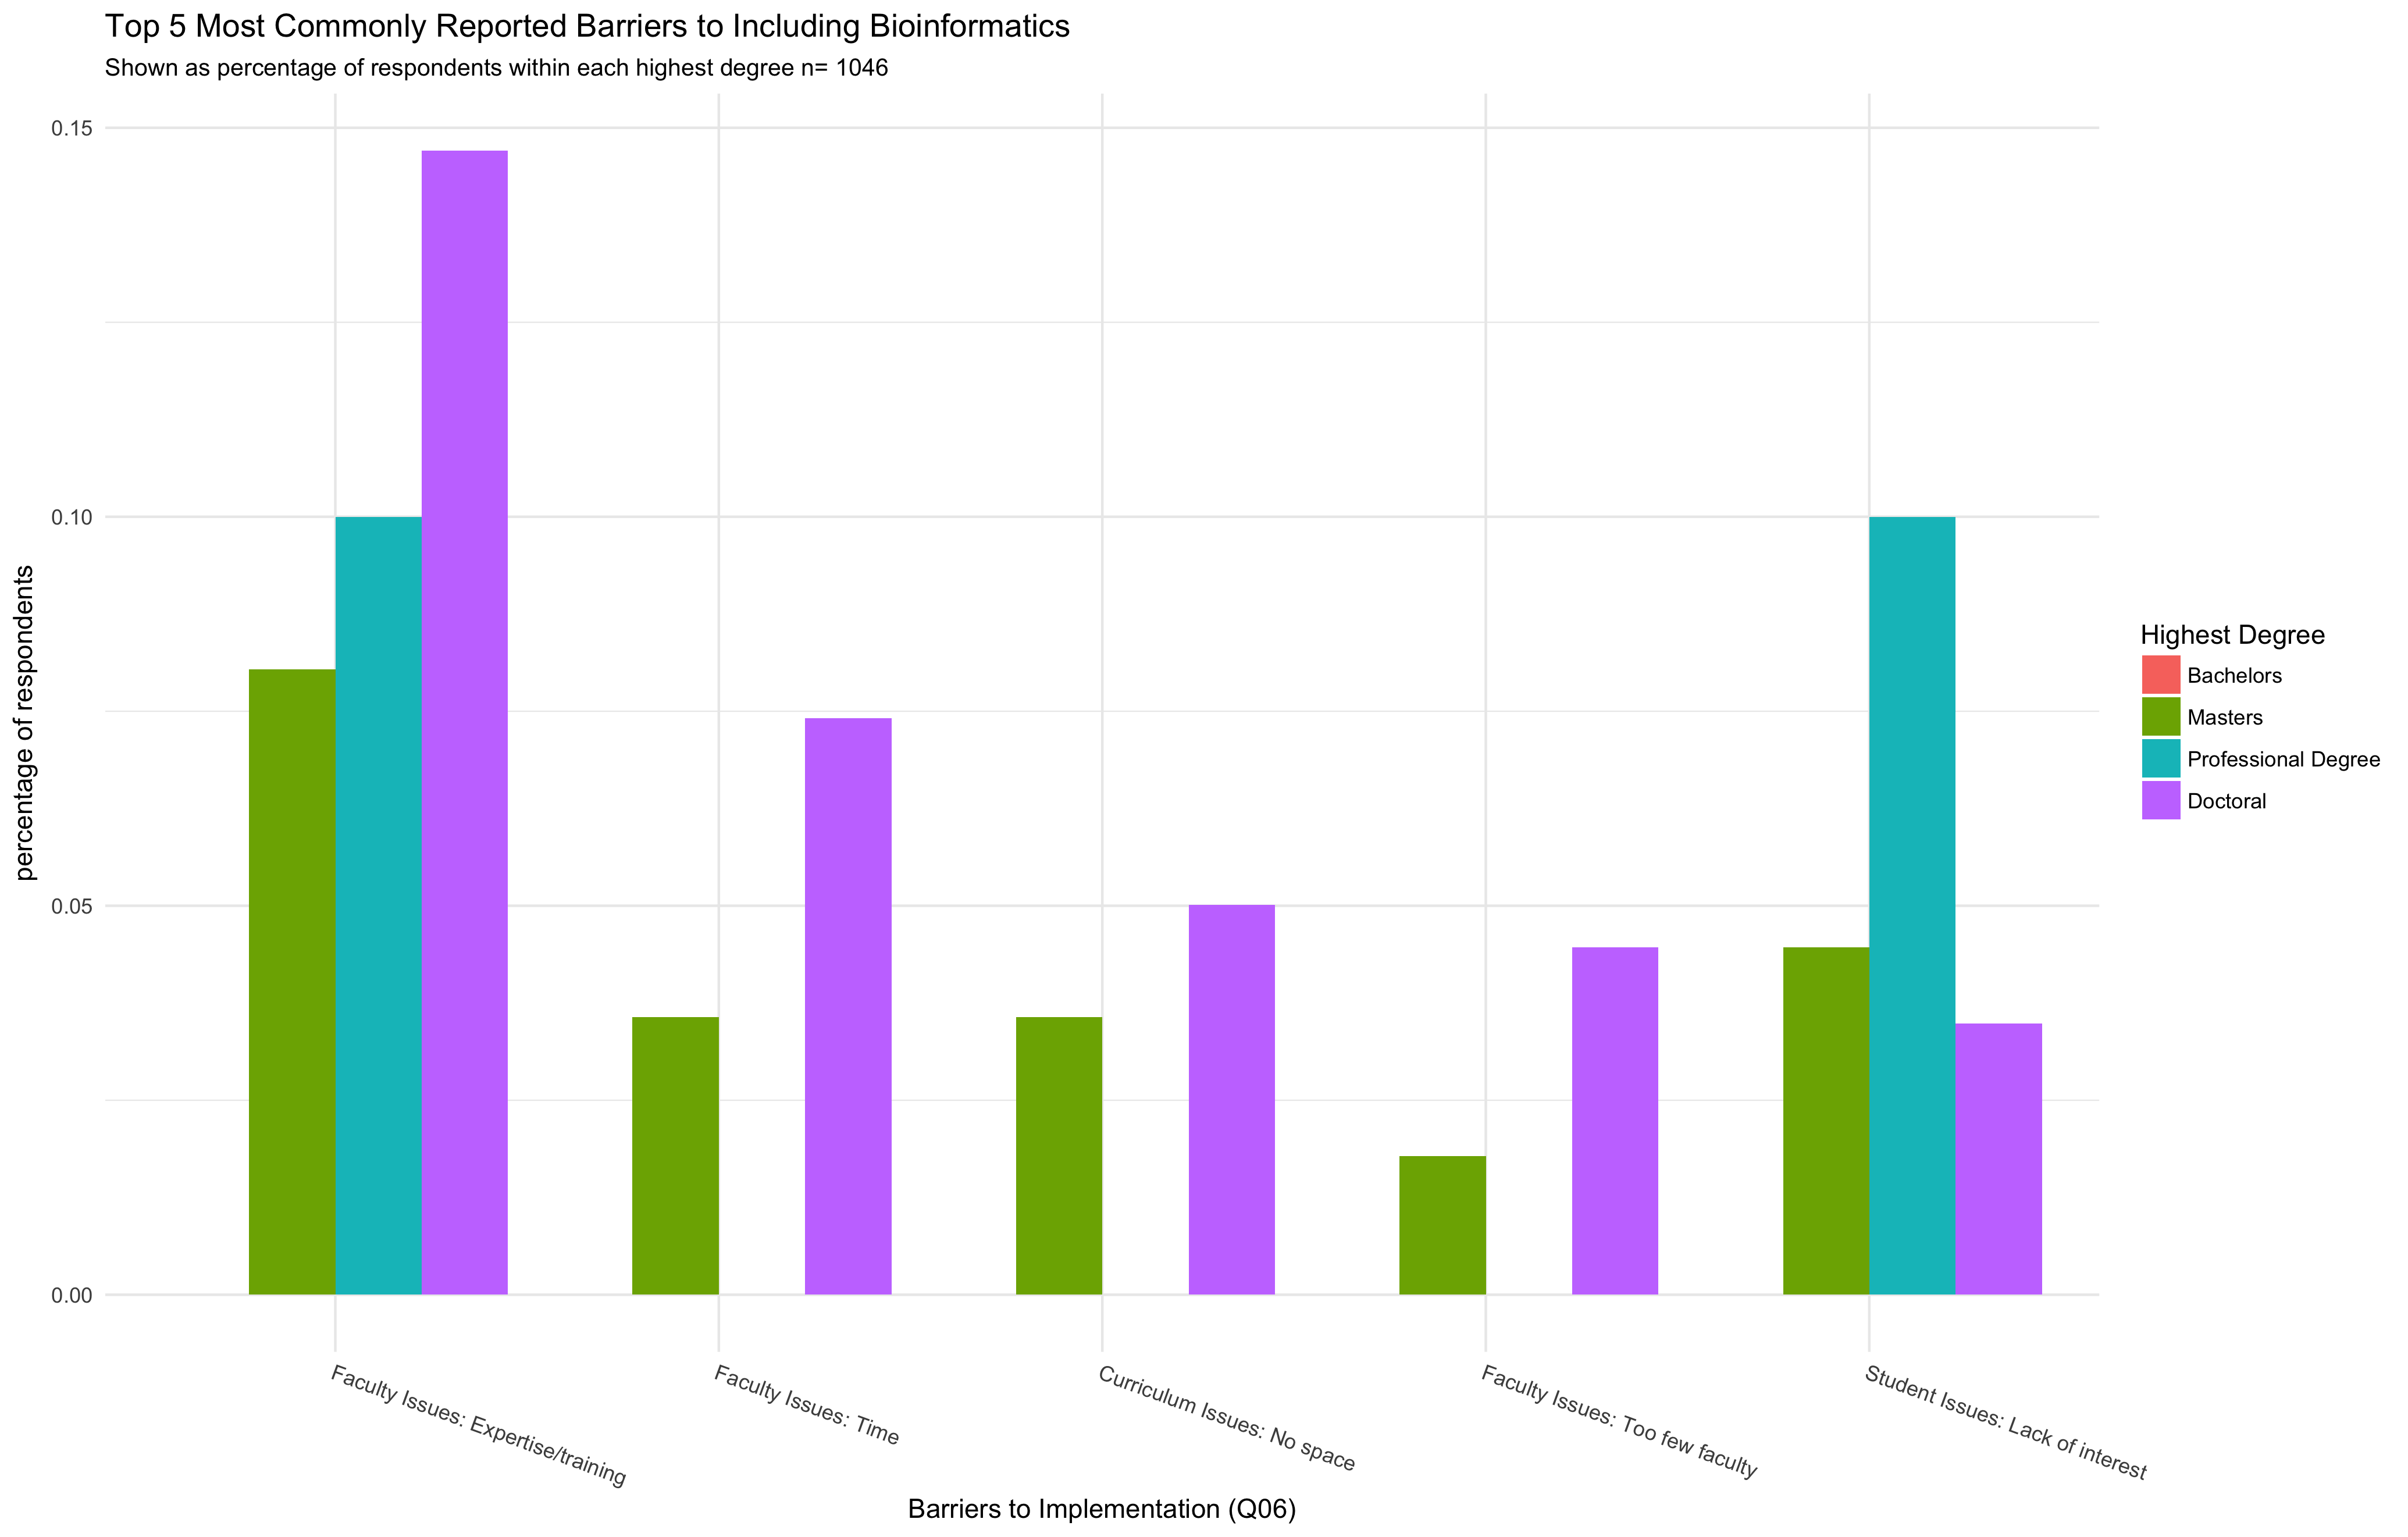 Top 5 Most Commonly Reported Barriers to Including Bioinformatics
Shown as percentage of respondents within each highest degree n= 1046
percentage of respondents
0.15
0.10
0.05
0.00
Faculty Issues: Expertise/training
Faculty Issues: Time
Curriculum Issues: No space
Faculty Issues: Too few faculty
Student Issues: Lack of interest
Barriers to Implementation (Q06)
Highest Degree
Bachelors
Masters
Professional Degree
Doctoral